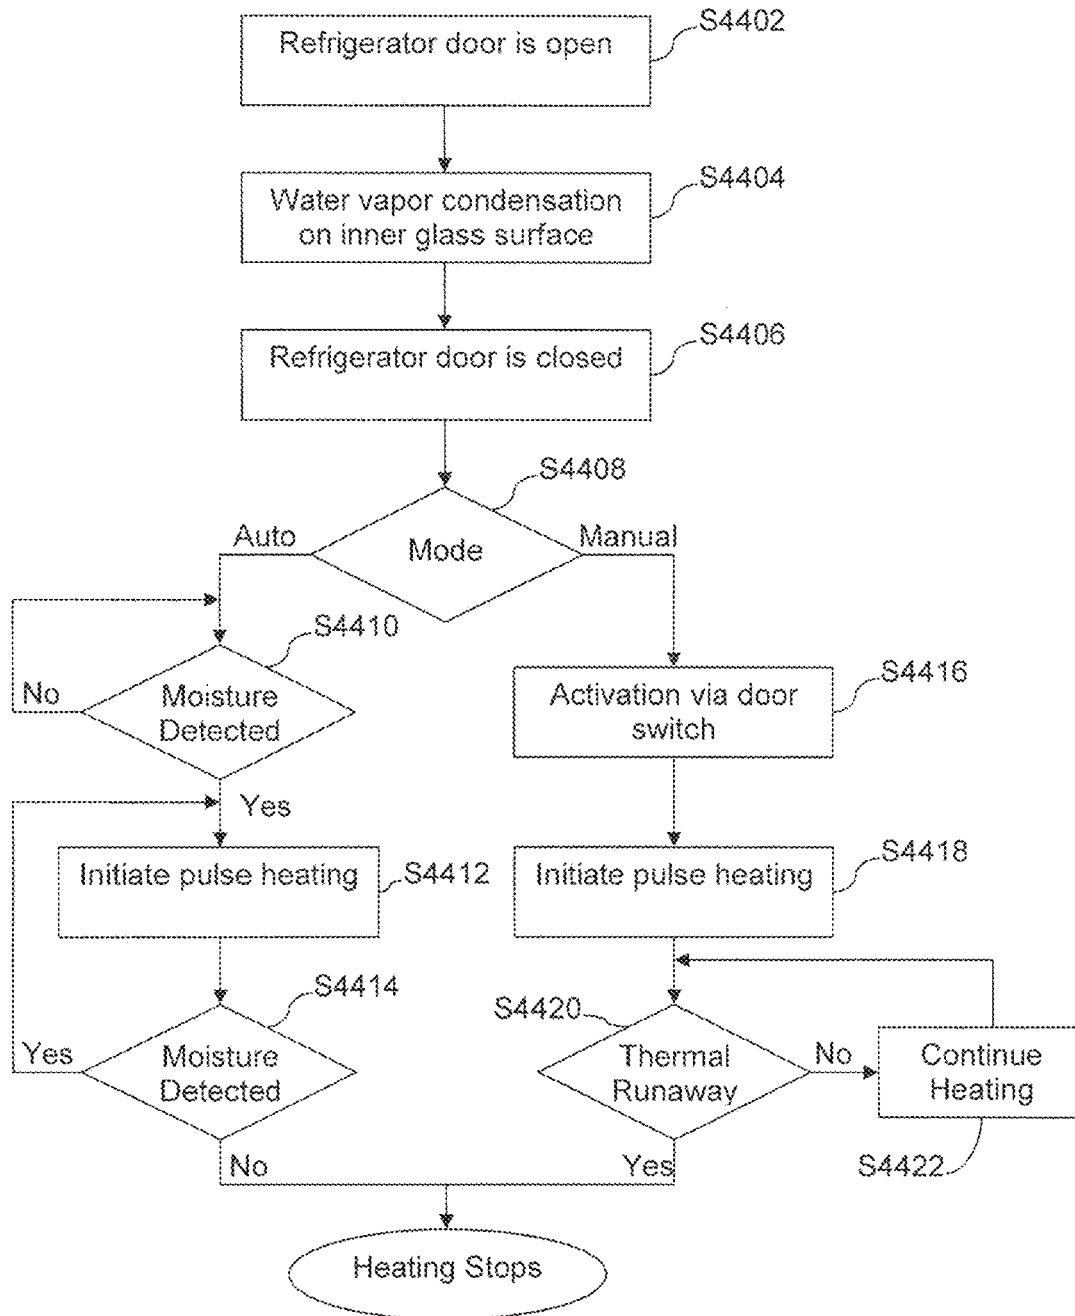 Refrigerator door is open
S4402
Water vapor condensation
on inner glass surface
S4404
Refrigerator door is closed
S4406
Mode
S4408
Auto
Manual
Moisture
Detected
S4410
No
Yes
Initiate pulse heating
S4412
Moisture
Detected
S4414
Yes
No
Activation via door
switch
S4416
Initiate pulse heating
S4418
Thermal
Runaway
S4420
No
Continue
Heating
S4422
Yes
Heating Stops